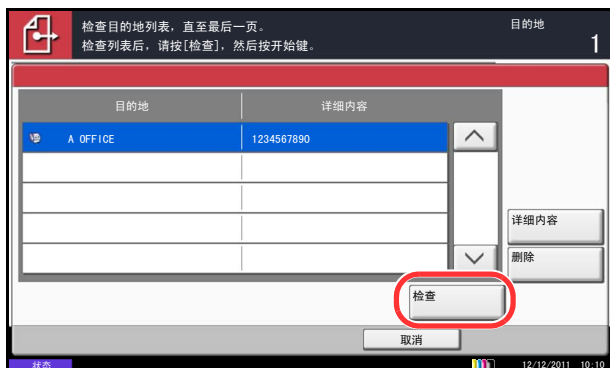 检查目的地列表，直至最后一页。
检查列表后，请按[检查]，然后按开始键。
目的地
1
目的地 详细内容
A OFFICE 1234567890
详细内容
删除
检查
取消
状态 12/12/2011 10:10